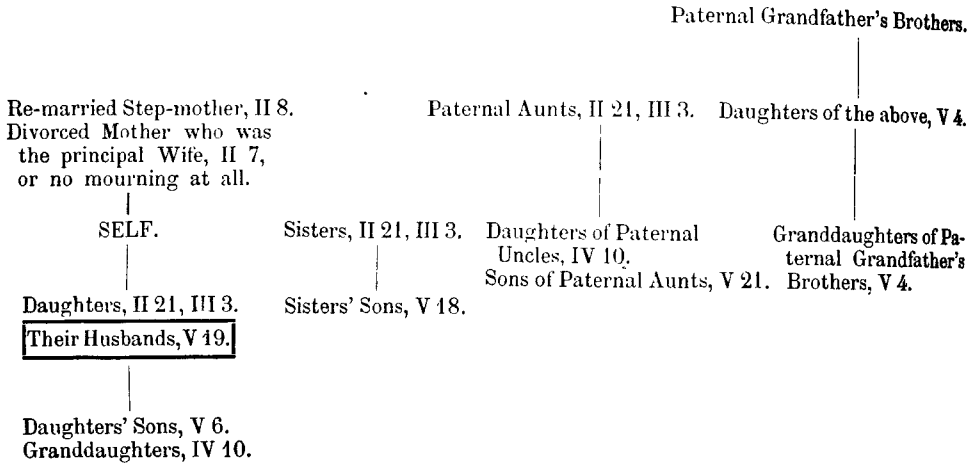 Paternal Grandfather's Brothers.
Re-married Step-mother, II 8.
Divorced Mother who was
the principal Wife, II 7,
or no mourning at all.
Paternal Aunts, II 21, III 3.
Daughters of the above, V 4.
SELF.
Sisters, II 21, III 3.
Daughters of Paternal
Uncles, IV 10.
Sons of Paternal Aunts, V 21.
Granddaughters of Pa-
ternal Grandfather's
Brothers, V 4.
Daughters, II 21, III 3.
Their Husbands, V 19.
Sisters' Sons, V 18.
Daughters' Sons, V 6.
Granddaughters, IV 10.